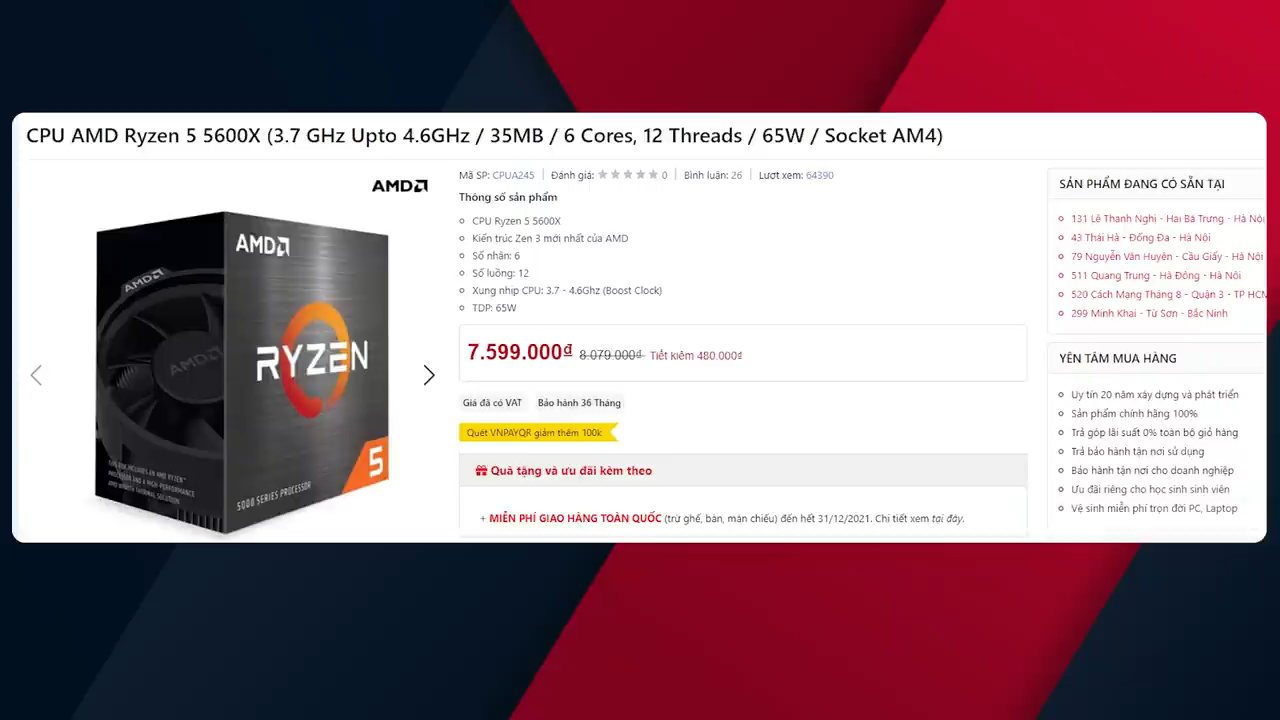 CPU AMD Ryzen 5 5600X (3.7 GHz Upto 4.6GHz / 35MB / 6 Cores, 12 Threads / 65W / Socket AM4)
AMD
AMD
AMD
AMD
RYZEN
5
5000 SERIES PROCESSOR
Mã SP: CPUA245 | Đánh giá: 0 | Bình luận: 26 | Lượt xem: 64390
Thông số sản phẩm
CPU Ryzen 5 5600X
Kiến trúc Zen 3 mới nhất của AMD
Số nhân: 6
Số luồng: 12
Xung nhịp CPU: 3.7 - 4.6Ghz (Boost Clock)
TDP: 65W
7.599.000₫ 8.079.000₫ Tiết kiệm 480.000₫
Giá đã có VAT Bảo hành 36 Tháng
Quét VNPAYQR giảm thêm 100k
Quà tặng và ưu đãi kèm theo
+ MIỄN PHÍ GIAO HÀNG TOÀN QUỐC (trừ ghế, bàn, màn chiếu) đến hết 31/12/2021. Chi tiết xem tại đây.
SẢN PHẨM ĐANG CÓ SẴN TẠI
131 Lê Thanh Nghị - Hai Bà Trưng - Hà Nội
43 Thái Hà - Đống Đa - Hà Nội
79 Nguyễn Văn Huyên - Cầu Giấy - Hà Nội
511 Quang Trung - Hà Đông - Hà Nội
520 Cách Mạng Tháng 8 - Quận 3 - TP HCM
299 Minh Khai - Từ Sơn - Bắc Ninh
YÊN TÂM MUA HÀNG
Uy tín 20 năm xây dựng và phát triển
Sản phẩm chính hãng 100%
Trả góp lãi suất 0% toàn bộ giỏ hàng
Trả bảo hành tận nơi sử dụng
Bảo hành tận nơi cho doanh nghiệp
Ưu đãi riêng cho học sinh sinh viên
Vệ sinh miễn phí trọn đời PC, Laptop